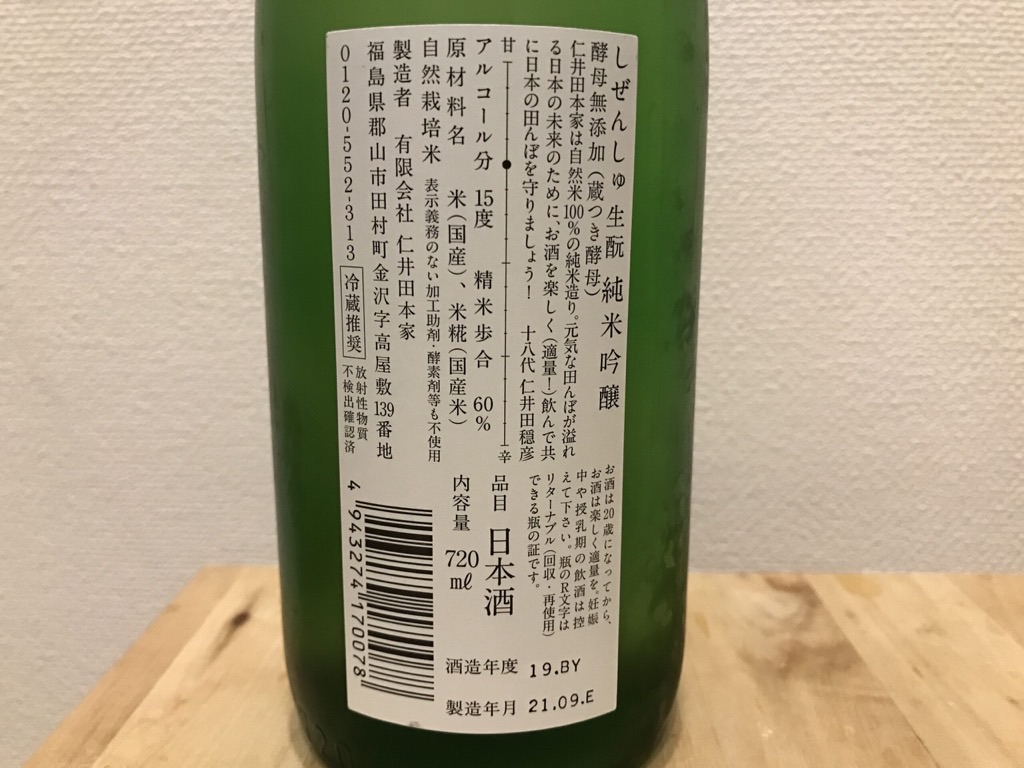 しぜんしゅ 生酛 純米吟醸
酵母無添加(蔵つき酵母)
仁井田本家は自然米100%の純米造り。元気な田んぼが溢れ
る日本の未来のために、お酒を楽しく(適量!)飲んで共
に日本の田んぼを守りましょう! 十八代 仁井田穏彦
甘 辛
アルコール分 15度 精米歩合 60%
原材料名 米(国産)、米糀(国産米)
自然栽培米 表示義務のない加工助剤・酵素剤等も不使用
製造者 有限会社 仁井田本家
福島県郡山市田村町金沢字高屋敷139番地
0120-552-313 冷蔵推奨 放射性物質
不検出確認済
お酒は20歳になってから、
お酒は楽しく適量を。妊娠
中や授乳期の飲酒は控
えて下さい。瓶のR文字は
リターナブル(回収・再使用)
できる瓶の証です。
品目 日本酒
内容量 720㎖
4943274170078
酒造年度 19.BY
製造年月 21.09.E